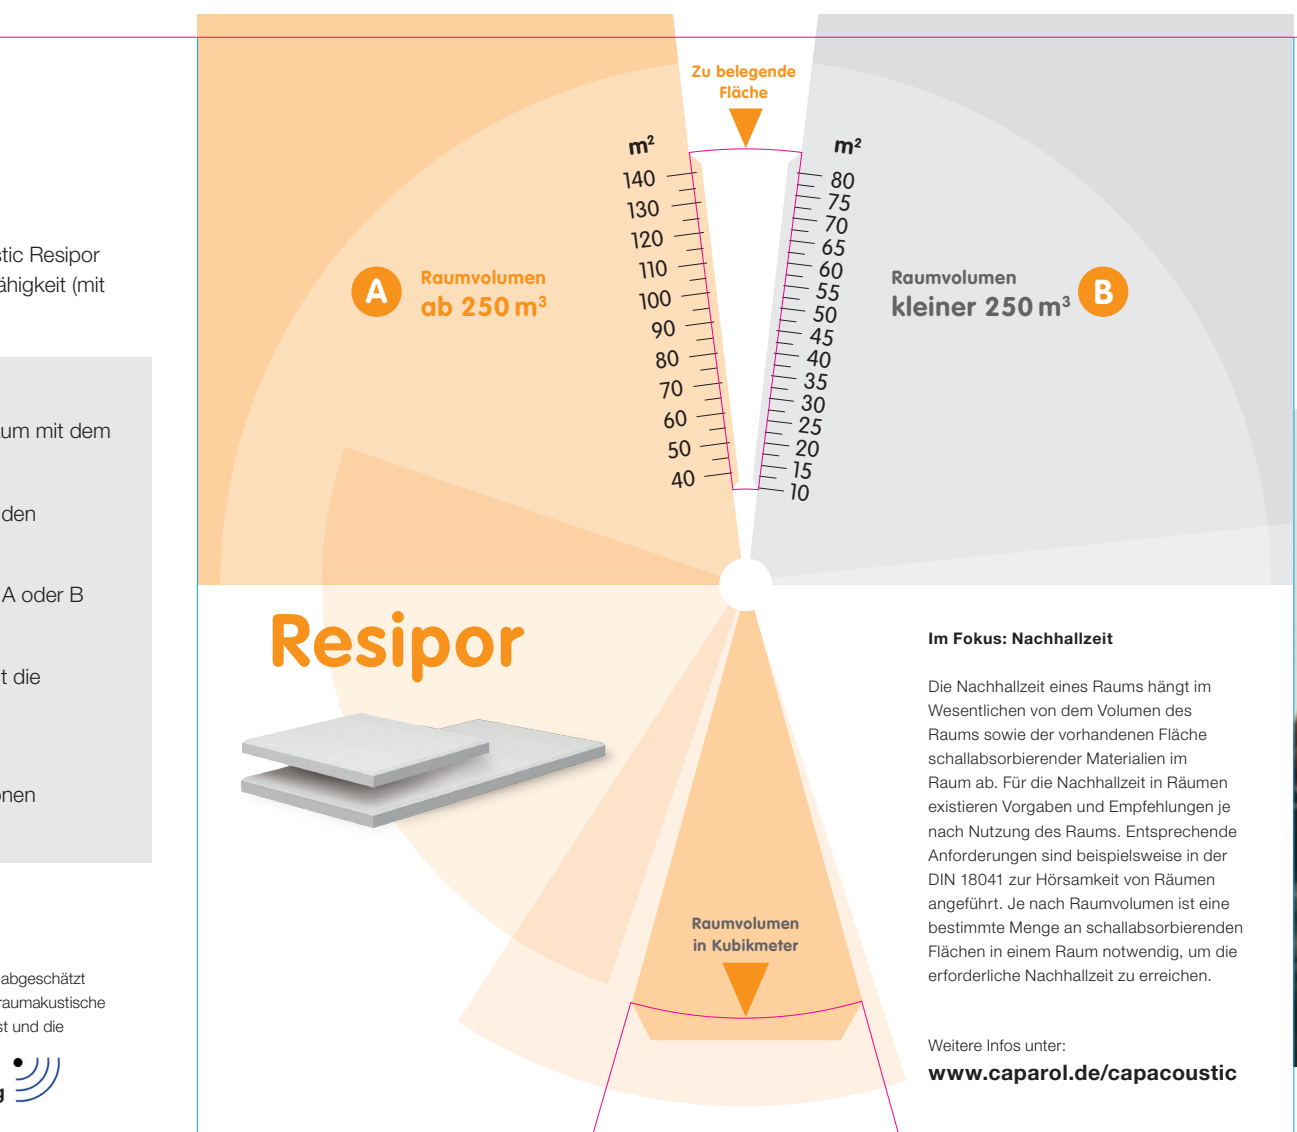 stic Resipor
ähigkeit (mit
um mit dem
den
A oder B
t die
onen
abgeschätzt
raumakustische
st und die
g
Zu belegende
Fläche
m²
140
130
120
110
100
90
80
70
60
50
40
m²
80
75
70
65
60
55
50
45
40
35
30
25
20
15
10
A
Raumvolumen
ab 250 m³
Raumvolumen
kleiner 250 m³
B
Resipor
Raumvolumen
in Kubikmeter
Im Fokus: Nachhallzeit
Die Nachhallzeit eines Raums hängt im
Wesentlichen von dem Volumen des
Raums sowie der vorhandenen Fläche
schallabsorbierender Materialien im
Raum ab. Für die Nachhallzeit in Räumen
existieren Vorgaben und Empfehlungen je
nach Nutzung des Raums. Entsprechende
Anforderungen sind beispielsweise in der
DIN 18041 zur Hörsamkeit von Räumen
angeführt. Je nach Raumvolumen ist eine
bestimmte Menge an schallabsorbierenden
Flächen in einem Raum notwendig, um die
erforderliche Nachhallzeit zu erreichen.
Weitere Infos unter:
www.caparol.de/capacoustic